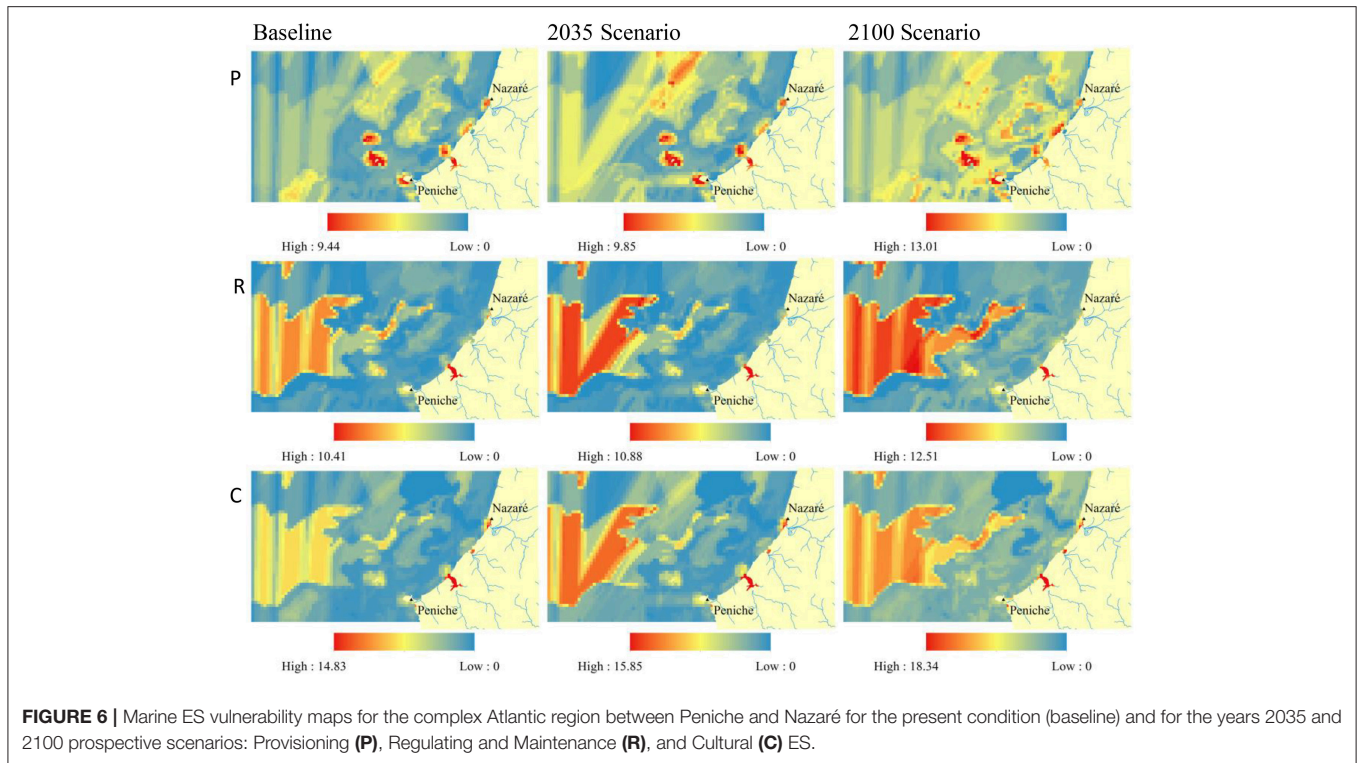 Baseline 2035 Scenario 2100 Scenario
P
Nazaré Nazaré Nazaré
Peniche Peniche Peniche
High : 9.44 Low : 0 High : 9.85 Low : 0 High : 13.01 Low : 0
R
Nazaré Nazaré Nazaré
Peniche Peniche Peniche
High : 10.41 Low : 0 High : 10.88 Low : 0 High : 12.51 Low : 0
C
Nazaré Nazaré Nazaré
Peniche Peniche Peniche
High : 14.83 Low : 0 High : 15.85 Low : 0 High : 18.34 Low : 0
FIGURE 6 | Marine ES vulnerability maps for the complex Atlantic region between Peniche and Nazaré for the present condition (baseline) and for the years 2035 and
2100 prospective scenarios: Provisioning (P), Regulating and Maintenance (R), and Cultural (C) ES.